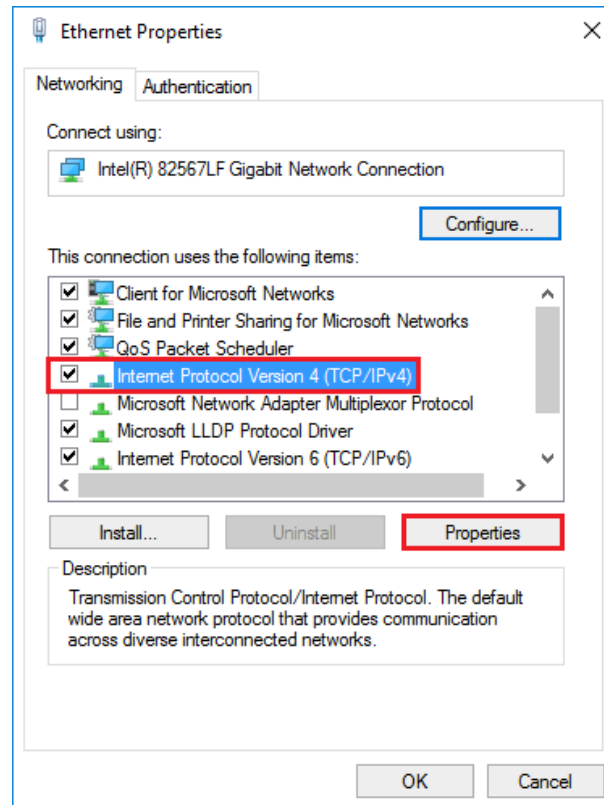 Ethernet Properties
Networking
Authentication
Connect using:
Intel(R) 82567LF Gigabit Network Connection
Configure...
This connection uses the following items:
Client for Microsoft Networks
File and Printer Sharing for Microsoft Networks
QoS Packet Scheduler
Internet Protocol Version 4 (TCP/IPv4)
Microsoft Network Adapter Multiplexor Protocol
Microsoft LLDP Protocol Driver
Internet Protocol Version 6 (TCP/IPv6)
Install...
Uninstall
Properties
Description
Transmission Control Protocol/Internet Protocol. The default
wide area network protocol that provides communication
across diverse interconnected networks.
OK
Cancel